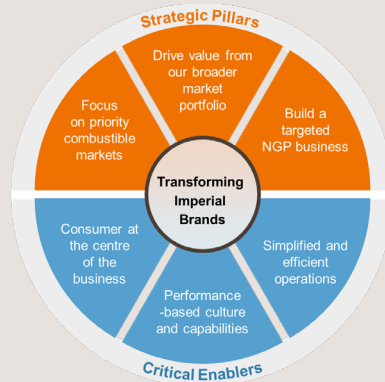 Strategic Pillars
Drive value from
our broader
market
portfolio
Focus
on priority
combustible
markets
Build a
targeted
NGP business
Transforming
Imperial
Brands
Consumer at
the centre
of the
business
Simplified and
efficient
operations
Performance
-based culture
and capabilities
Critical Enablers